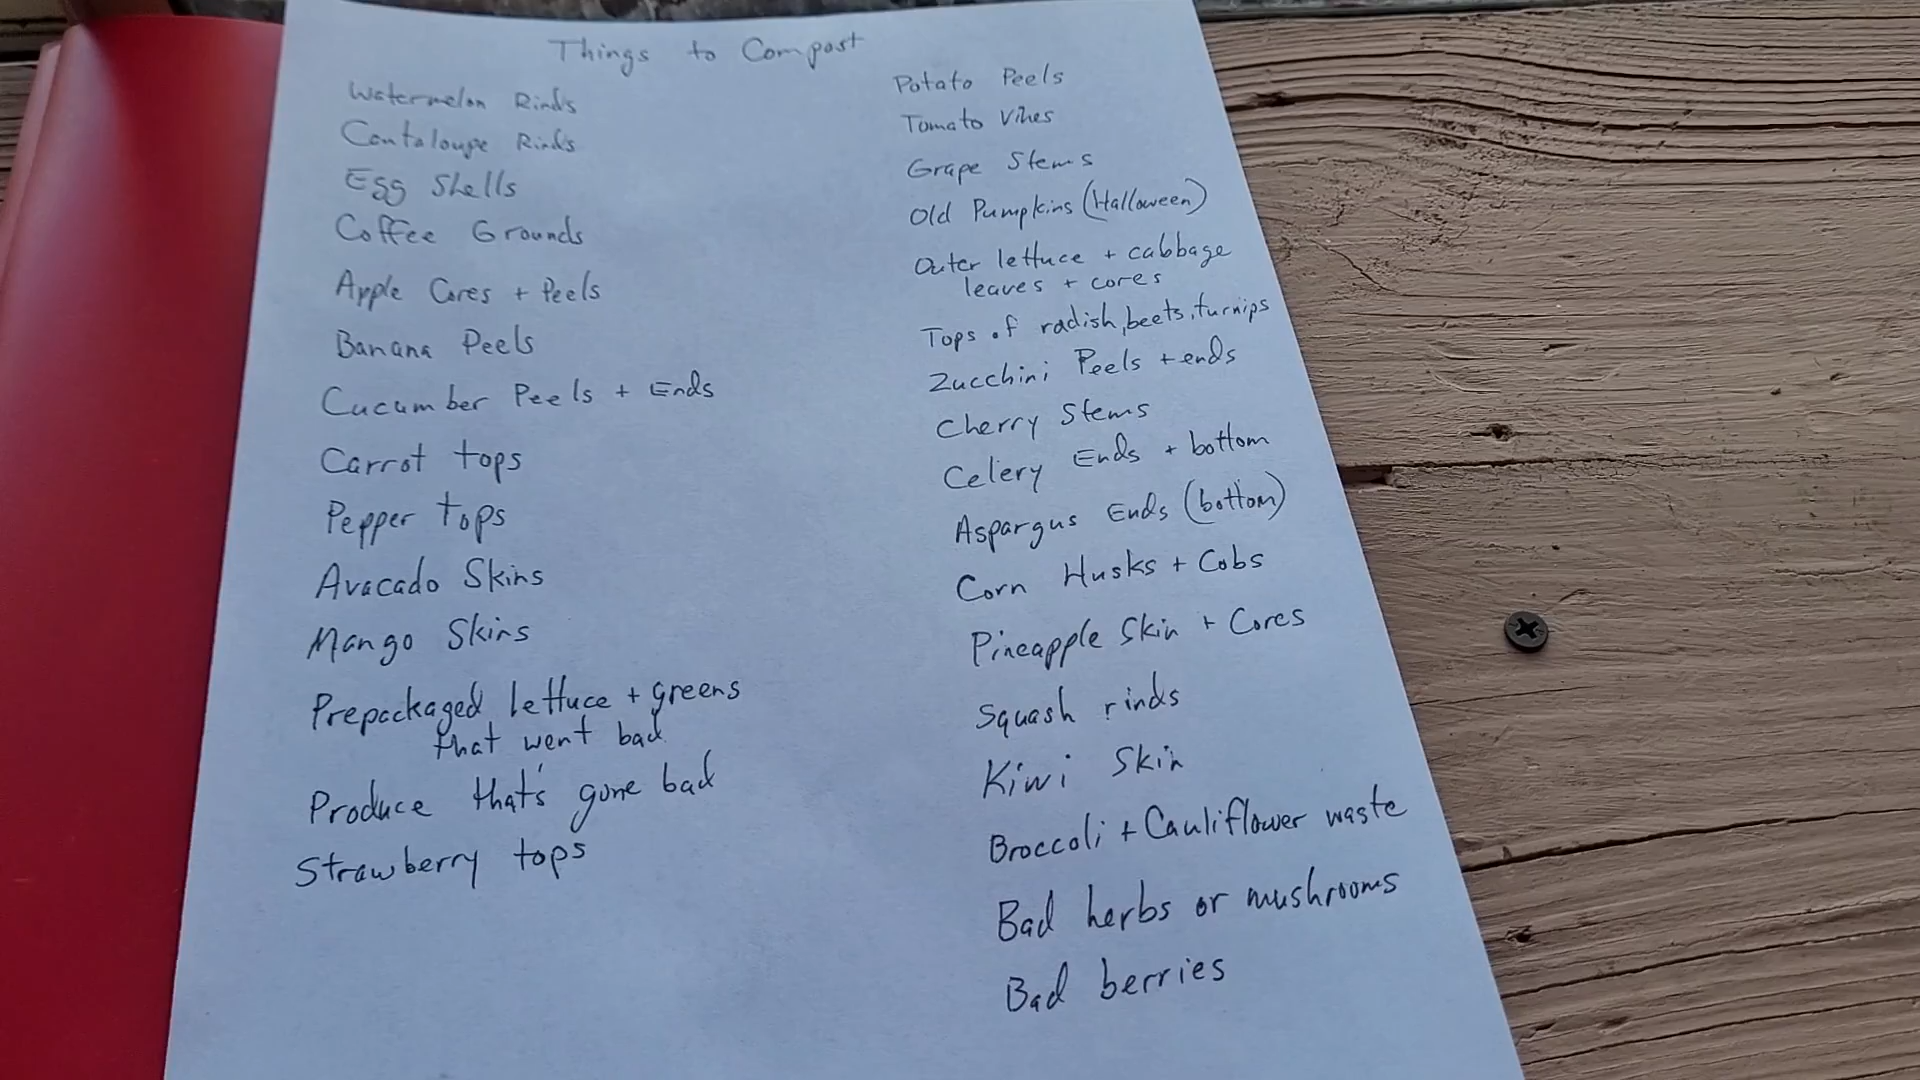 Things to Compost
Watermelon Rinds
Cantaloupe Rinds
Egg Shells
Coffee Grounds
Apple Cores + Peels
Banana Peels
Cucumber Peels + Ends
Carrot tops
Pepper tops
Avacado Skins
Mango Skins
Prepackaged lettuce + greens
that went bad
Produce that's gone bad
Strawberry tops
Potato Peels
Tomato Vines
Grape Stems
Old Pumpkins (Halloween)
Outer lettuce + cabbage
leaves + cores
Tops of radish, beets, turnips
Zucchini Peels + ends
Cherry Stems
Celery Ends + bottom
Aspargus Ends (bottom)
Corn Husks + Cobs
Pineapple Skin + Cores
Squash rinds
Kiwi Skin
Broccoli + Cauliflower waste
Bad herbs or mushrooms
Bad berries